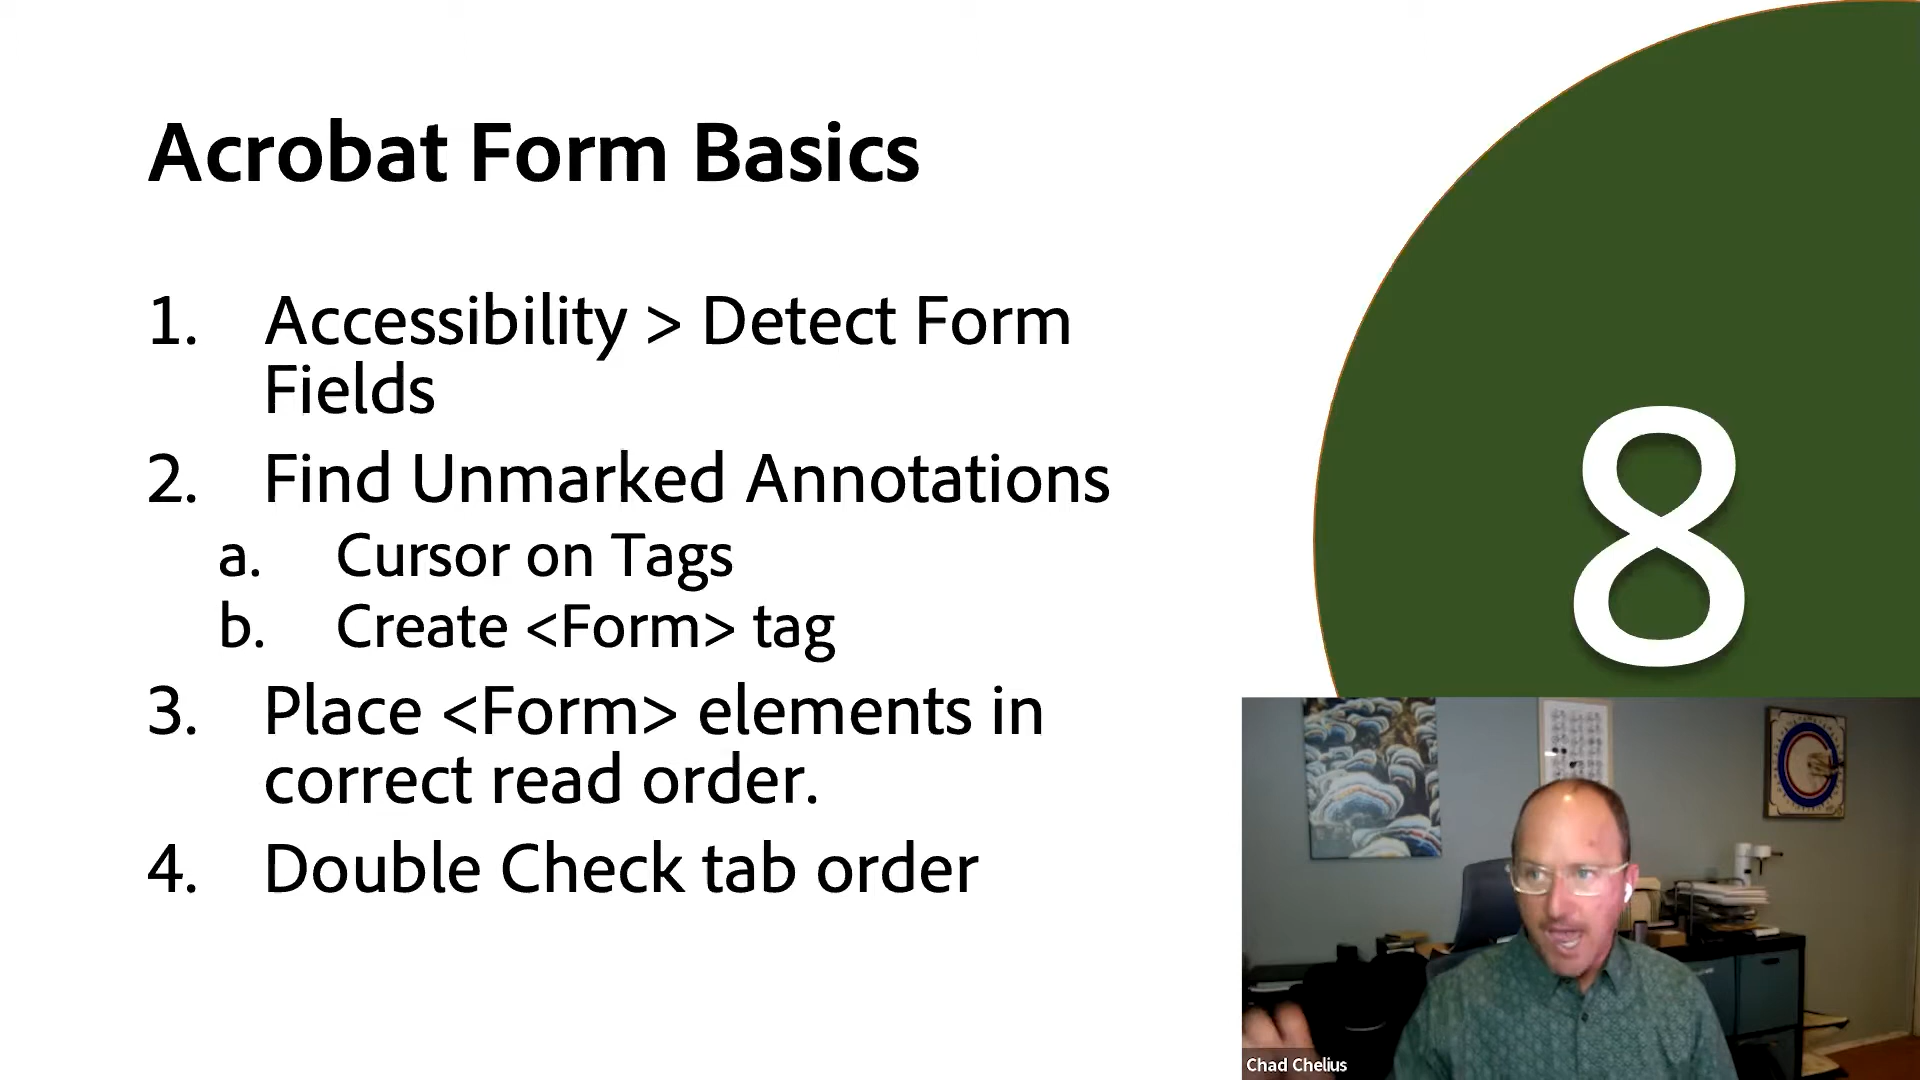 Acrobat Form Basics
1. Accessibility > Detect Form
Fields
2. Find Unmarked Annotations
a. Cursor on Tags
b. Create <Form> tag
3. Place <Form> elements in
correct read order.
4. Double Check tab order
8
Chad Chelius